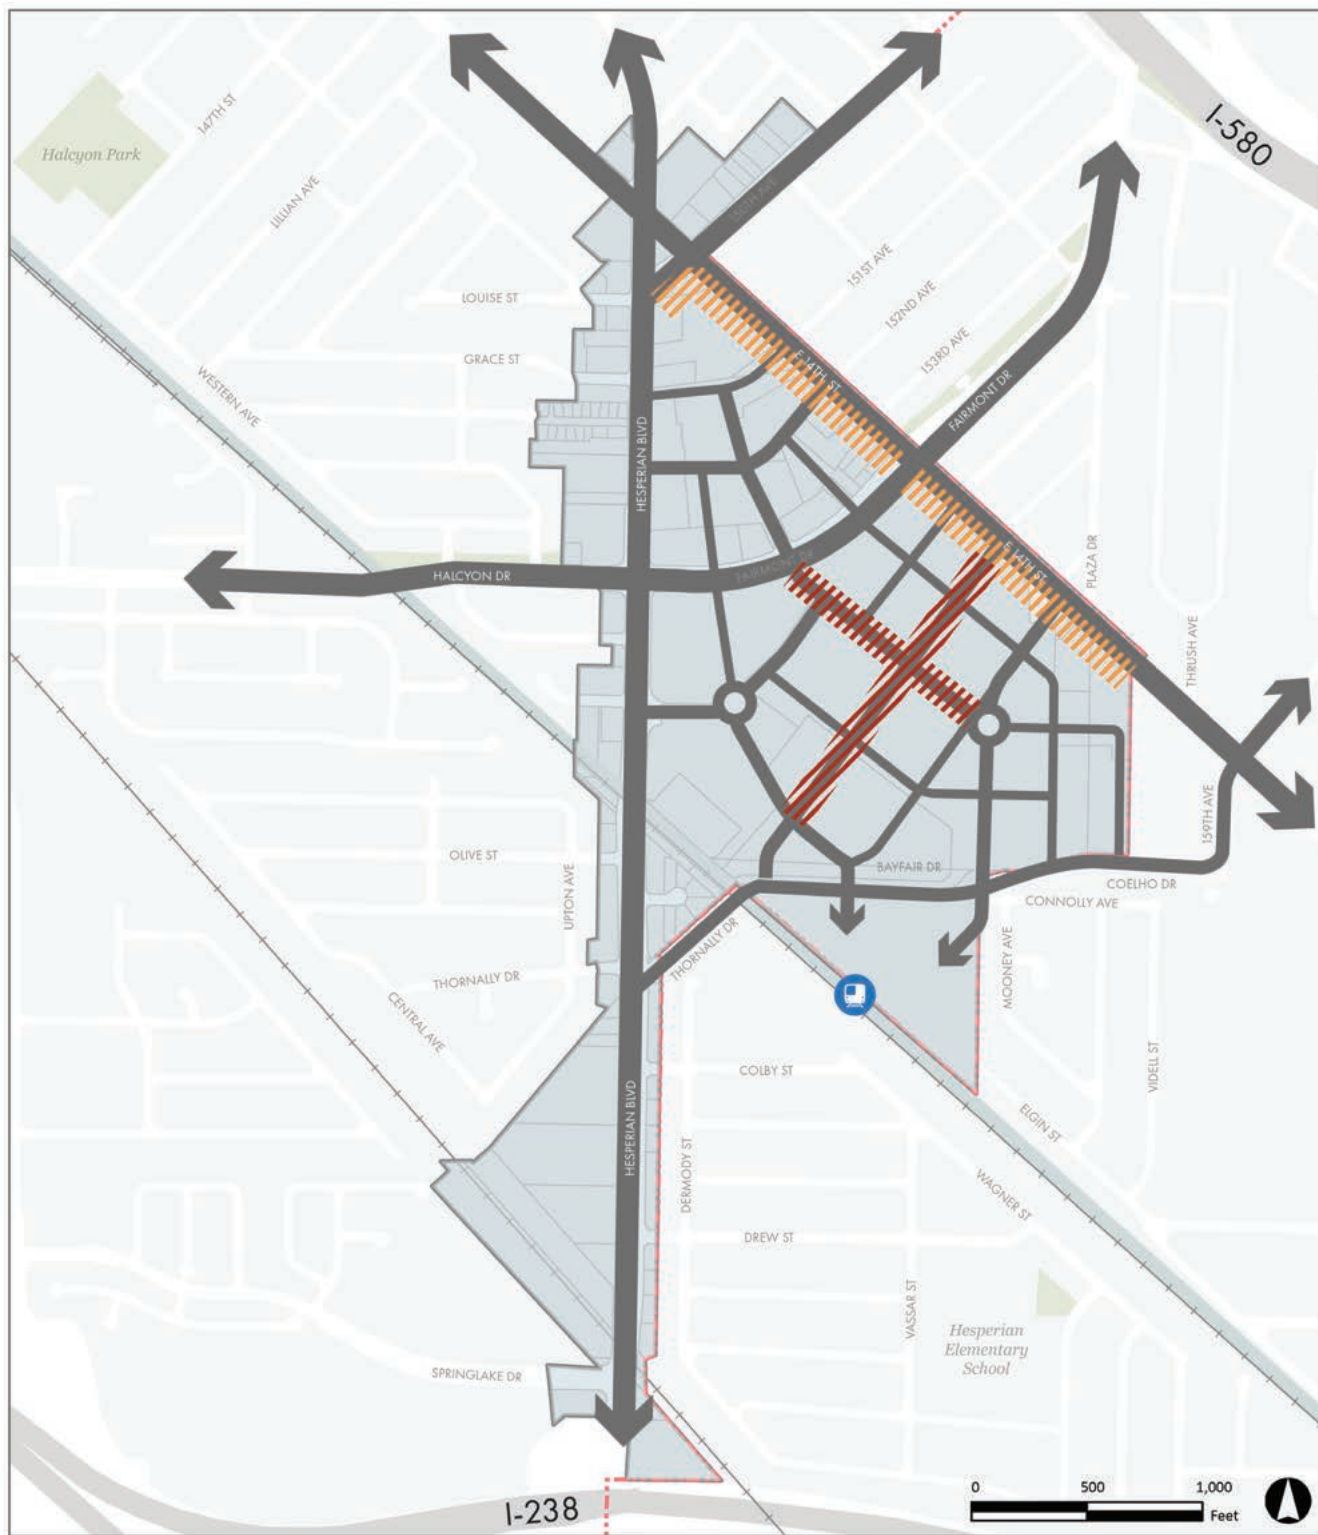 I-580
147TH ST
Halcyon Park
LILLIAN AVE
150TH AVE
151ST AVE
LOUISE ST
152ND AVE
153RD AVE
GRACE ST
WESTERN AVE
E 14TH ST
FAIRMONT DR
HESPERIAN BLVD
HALCYON DR
FAIRMONT DR
E 14TH ST
PLAZA DR
THRUSH AVE
159TH AVE
OLIVE ST
UPTON AVE
BAYFAIR DR
COELHO DR
CONNOLLY AVE
THORNALLY DR
THORNALLY DR
MOONEY AVE
CENTRAL AVE
COLBY ST
VIDELL ST
ELGIN ST
HESPERIAN BLVD
DERMODY ST
WAGNER ST
DREW ST
VASSAR ST
Hesperian
Elementary
School
SPRINGLAKE DR
0 500 1,000
Feet
I-238